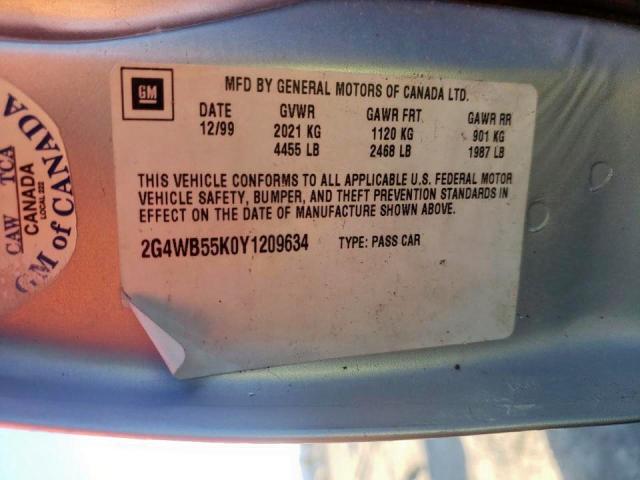 GM
MFD BY GENERAL MOTORS OF CANADA LTD.
DATE GVWR GAWR FRT GAWR RR
12/99 2021 KG 1120 KG 901 KG
4455 LB 2468 LB 1987 LB
THIS VEHICLE CONFORMS TO ALL APPLICABLE U.S. FEDERAL MOTOR
VEHICLE SAFETY, BUMPER, AND THEFT PREVENTION STANDARDS IN
EFFECT ON THE DATE OF MANUFACTURE SHOWN ABOVE.
2G4WB55K0Y1209634 TYPE: PASS CAR
CAW TCA
CANADA
LOCAL 222
GM of CANADA